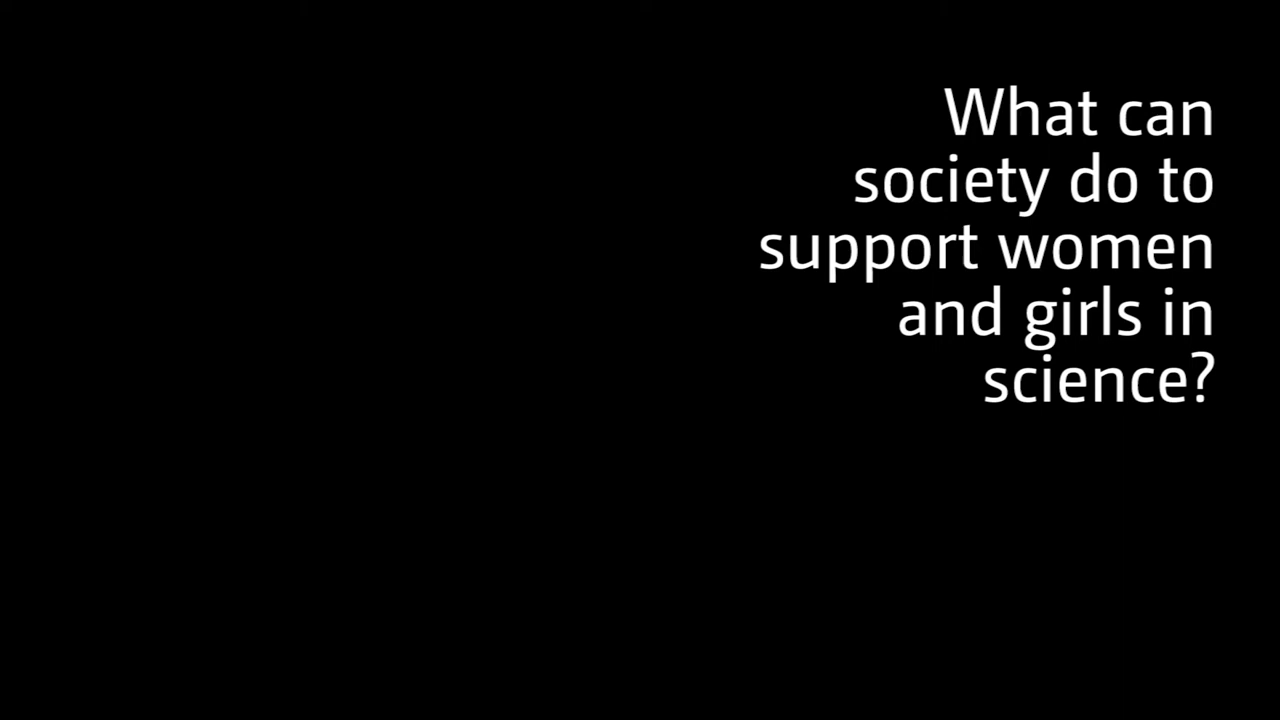 What can
society do to
support women
and girls in
science?